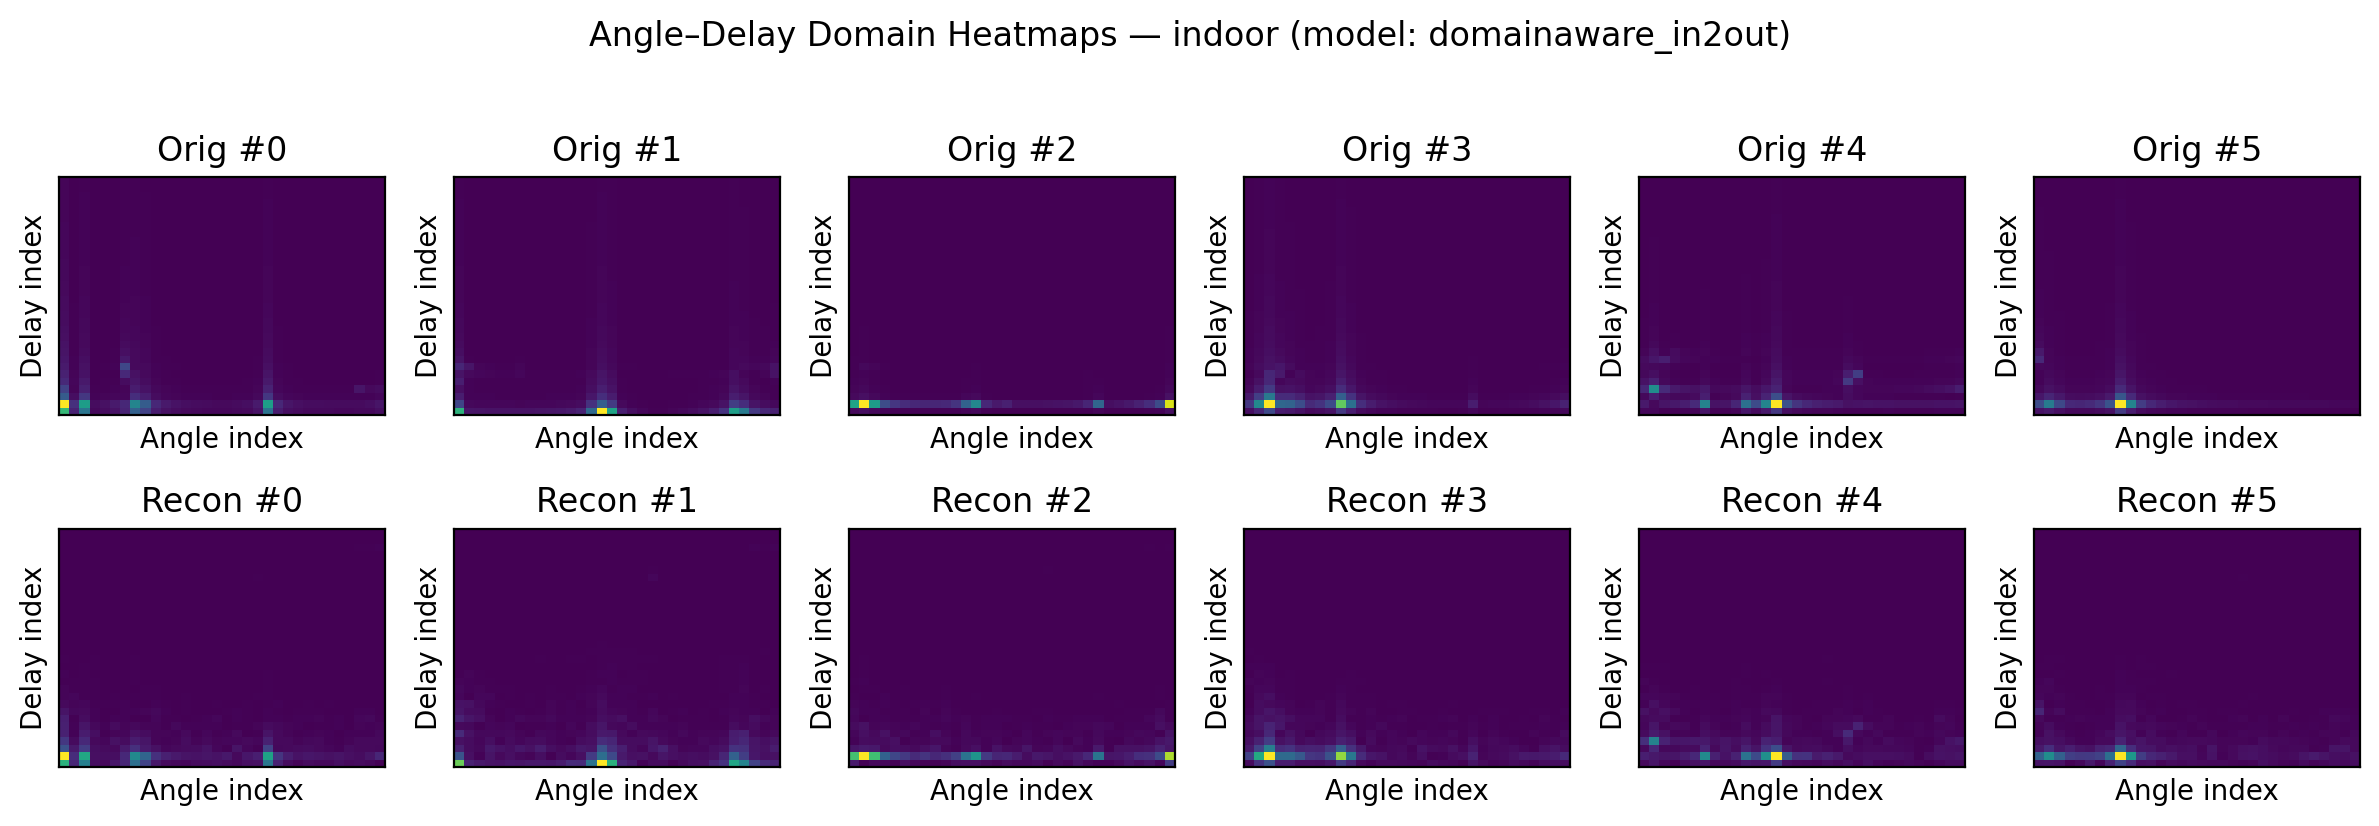 Angle–Delay Domain Heatmaps — indoor (model: domainaware_in2out)
Orig #0
Orig #1
Orig #2
Orig #3
Orig #4
Orig #5
Delay index
Delay index
Delay index
Delay index
Delay index
Delay index
Angle index
Angle index
Angle index
Angle index
Angle index
Angle index
Recon #0
Recon #1
Recon #2
Recon #3
Recon #4
Recon #5
Delay index
Delay index
Delay index
Delay index
Delay index
Delay index
Angle index
Angle index
Angle index
Angle index
Angle index
Angle index